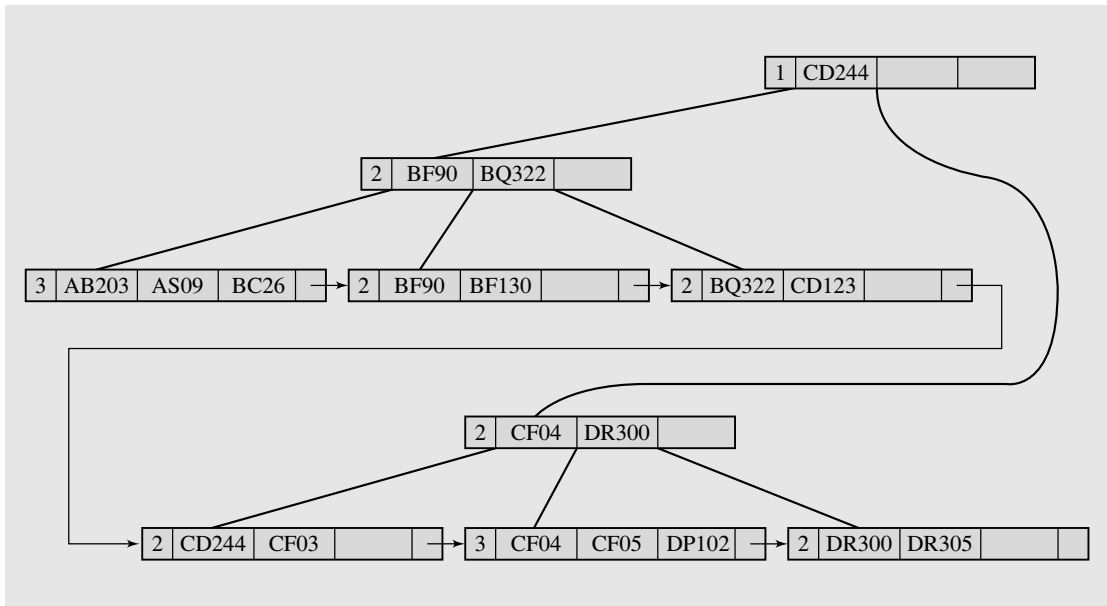 1 CD244
2 BF90 BQ322
3 AB203 AS09 BC26 2 BF90 BF130 2 BQ322 CD123
2 CF04 DR300
2 CD244 CF03 3 CF04 CF05 DP102 2 DR300 DR305